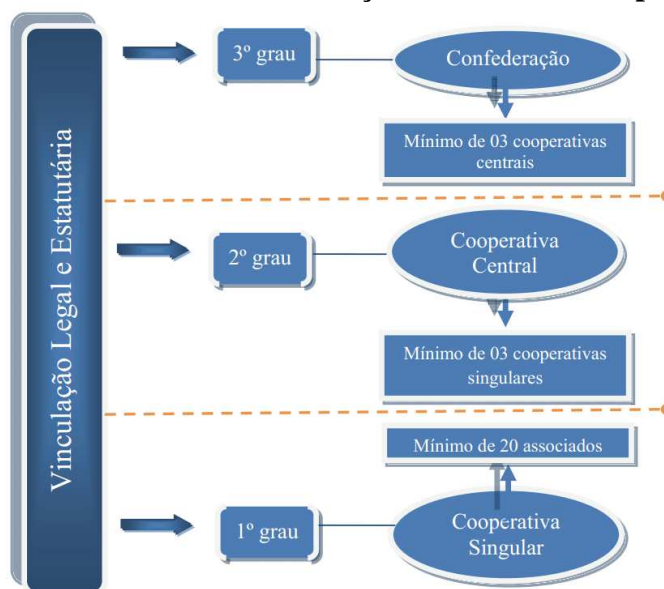 Vinculação Legal e Estatutária
3º grau
Confederação
Mínimo de 03 cooperativas
centrais
2º grau
Cooperativa
Central
Mínimo de 03 cooperativas
singulares
Mínimo de 20 associados
1º grau
Cooperativa
Singular